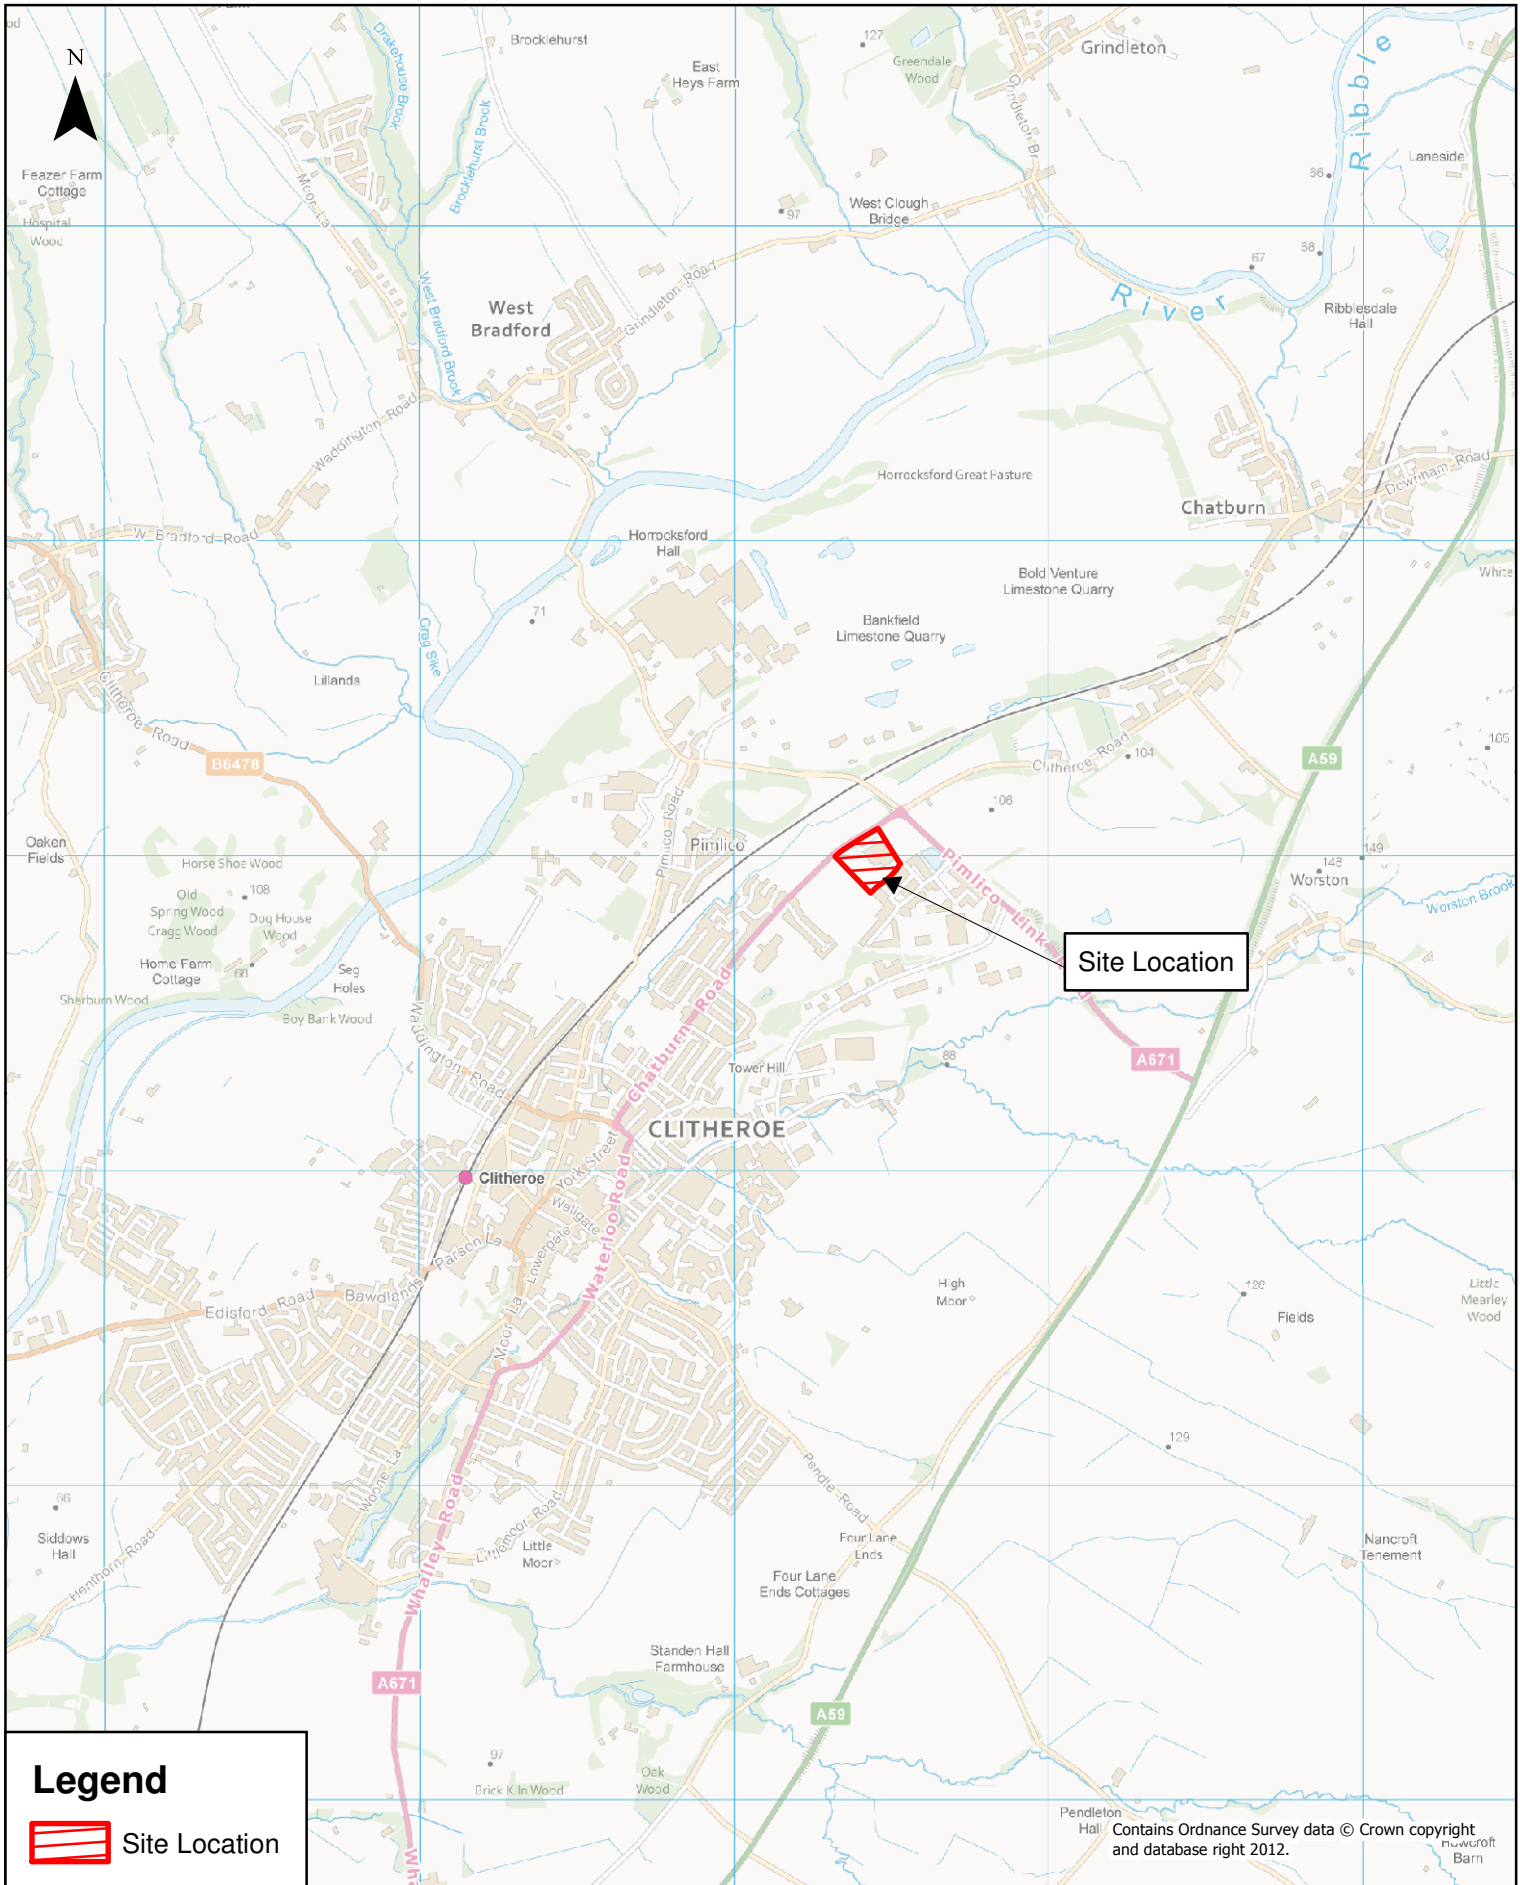 N
Drakehouse Brook
Brocklehurst
East
Heys Farm
127
Greendale
Wood
Grindleton
Grindleton Br
Ribble
Laneside
66
Feazer Farm
Cottage
Hospital
Wood
Moor La
Brocklehurst Brook
97
West Clough
Bridge
67
68
River
Ribblesdale
Hall
West
Bradford
West Bradford Brook
Grindleton Road
Waddington Road
W Bradford Road
Horrocksford Great Pasture
Chatburn
Downham Road
Horrocksford
Hall
Bold Venture
Limestone Quarry
White
71
Bankfield
Limestone Quarry
Grag Sike
Lillands
Clitheroe Road
B6478
Clitheroe Road
104
A59
165
106
Pimlico Road
Pimlico
Oaken
Fields
Horse Shoe Wood
Old
Spring Wood
108
Dog House
Wood
Cragg Wood
Home Farm
Cottage
68
Seg
Holes
Sherburn Wood
Boy Bank Wood
Pimlico Link
149
148
Worston
Worston Brook
Site Location
Waddington Road
Chatburn Road
Tower Hill
88
A671
CLITHEROE
York Street
Clitheroe
Wellgate
Lowergate
Parson La
Waterloo Road
Bawdlands
Edisford Road
Moor La
High
Moor
126
Fields
Little
Mearley
Wood
129
Woone La
Pendle Road
66
Siddows
Hall
Henthorn Road
Whalley Road
Littlemoor Road
Little
Moor
Four Lane
Ends
Four Lane
Ends Cottages
Nancroft
Tenement
Standen Hall
Farmhouse
A671
A59
97
Brick Kiln Wood
Oak
Wood
Pendleton
Hall
Howcroft
Barn
Wha
Legend
Site Location
Contains Ordnance Survey data © Crown copyright
and database right 2012.